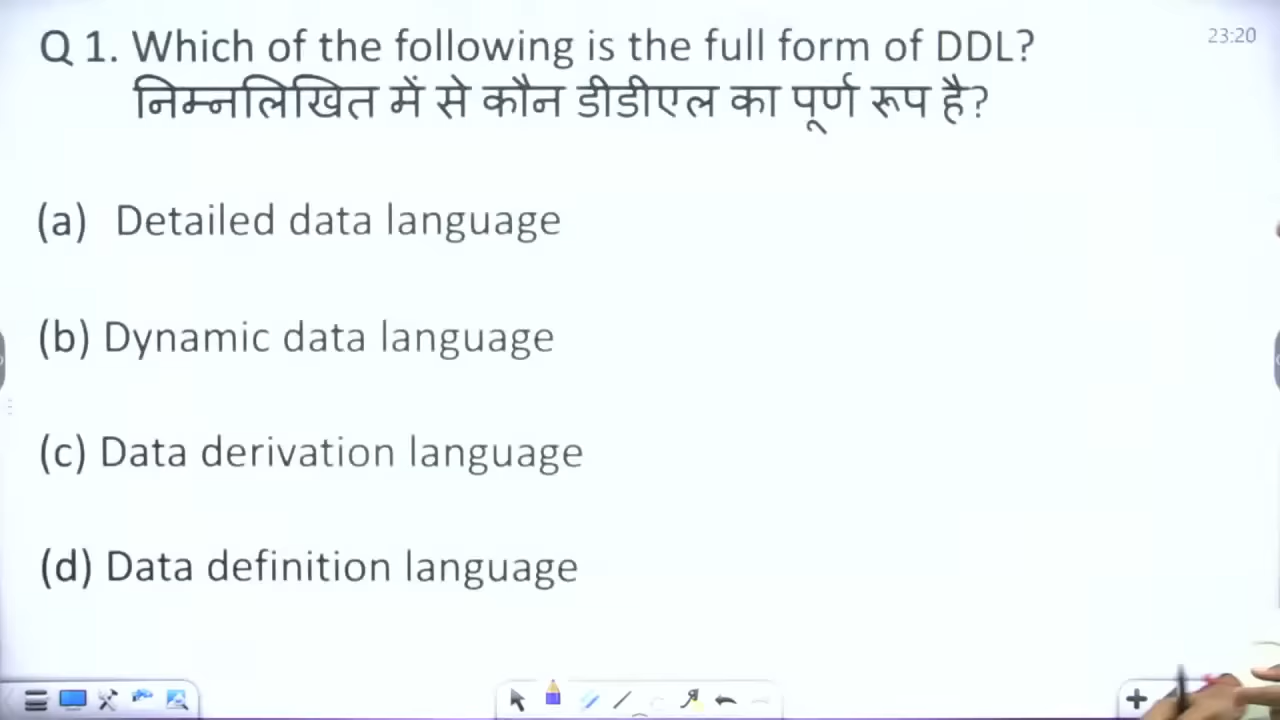 Q 1. Which of the following is the full form of DDL?
23:20
निम्नलिखित में से कौन डीडीएल का पूर्ण रूप है?
(a) Detailed data language
(b) Dynamic data language
(c) Data derivation language
(d) Data definition language